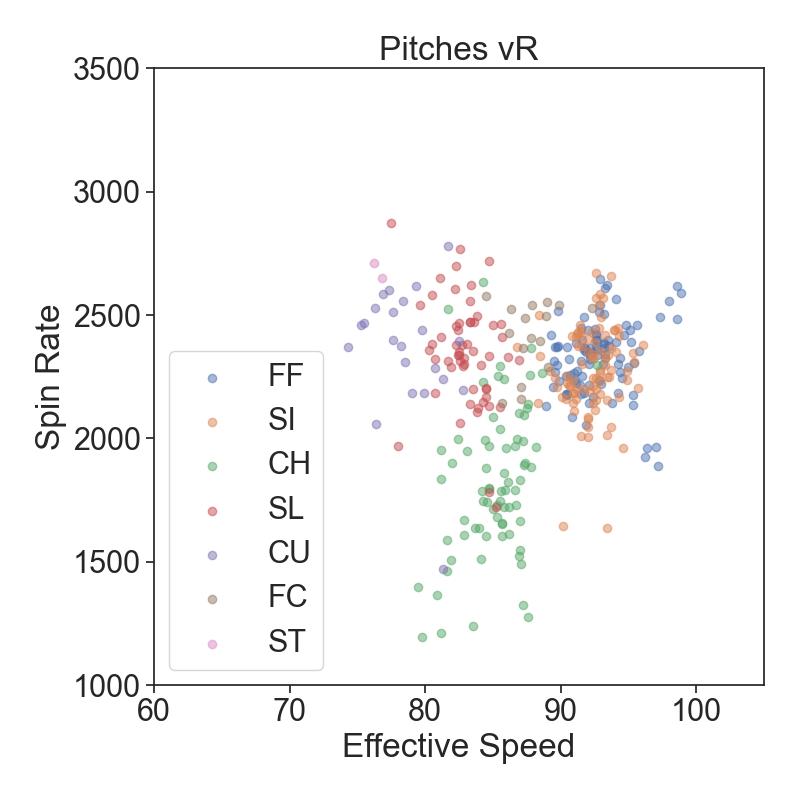 Pitches vR
3500
3000
2500
2000
1500
1000
Spin Rate
FF
SI
CH
SL
CU
FC
ST
60 70 80 90 100
Effective Speed